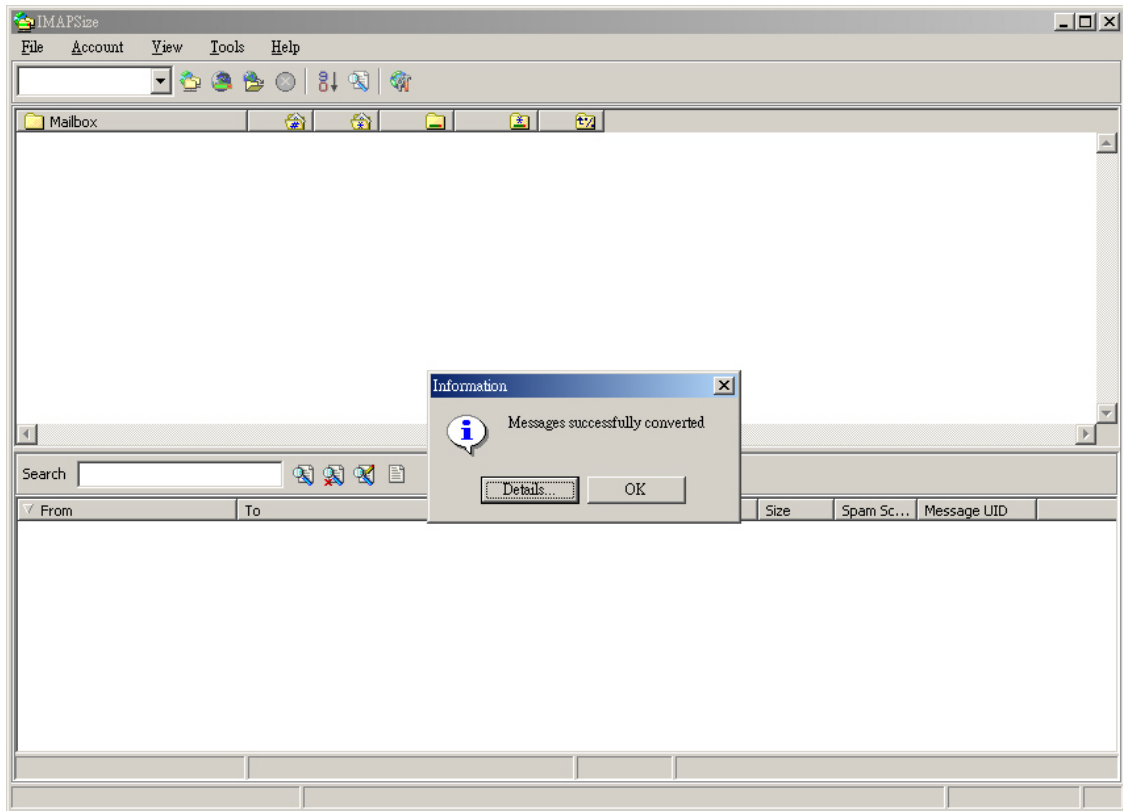 IMAPSize
File Account View Tools Help
Mailbox
Information
Messages successfully converted
Details... OK
Search
From To Size Spam Sc... Message UID